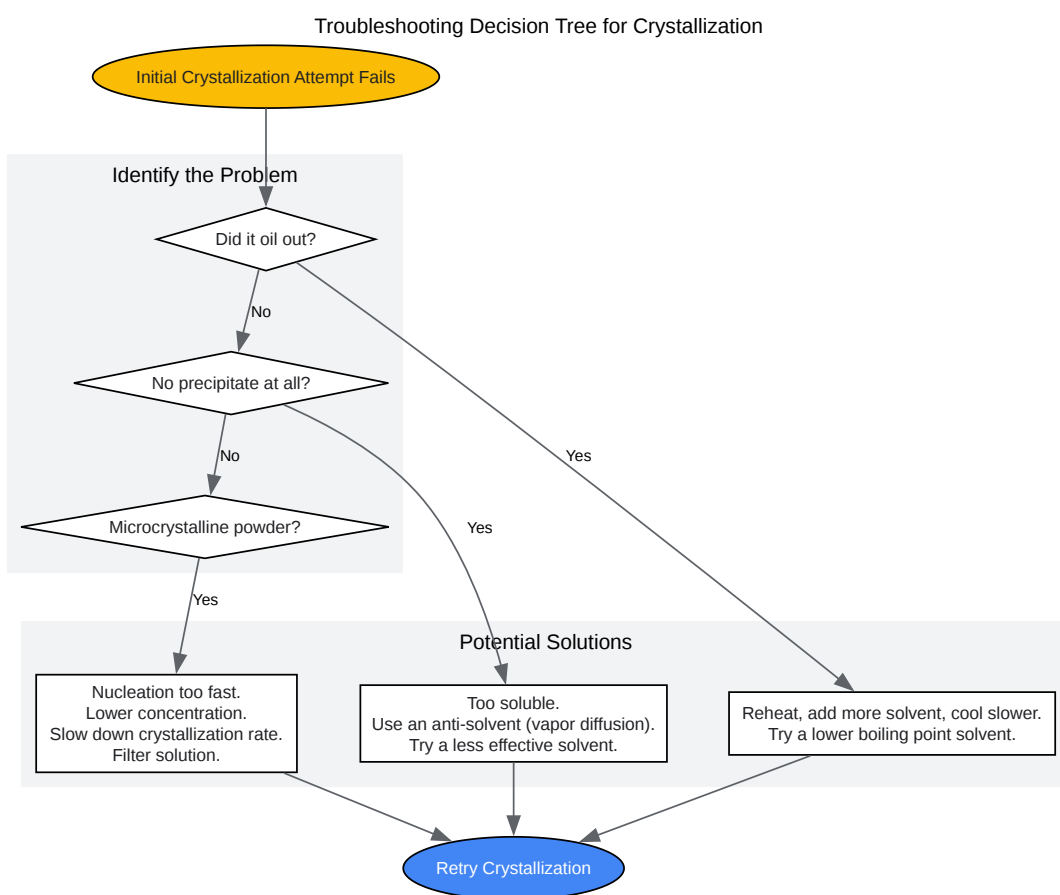 Troubleshooting Decision Tree for Crystallization
Initial Crystallization Attempt Fails
Identify the Problem
Did it oil out?
No
No precipitate at all?
Yes
No
Microcrystalline powder?
Yes
Yes
Potential Solutions
Nucleation too fast.
Lower concentration.
Slow down crystallization rate.
Filter solution.
Too soluble.
Use an anti-solvent (vapor diffusion).
Try a less effective solvent.
Reheat, add more solvent, cool slower.
Try a lower boiling point solvent.
Retry Crystallization